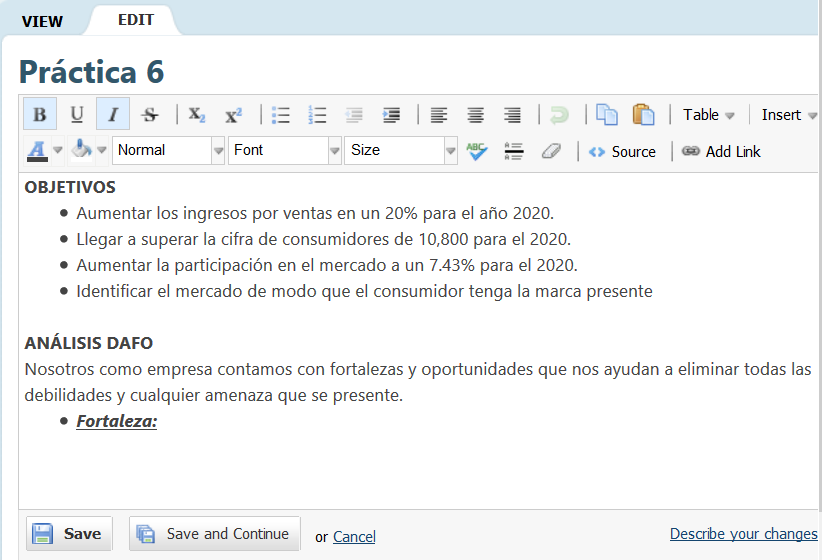 VIEW EDIT
Práctica 6
B U I S X₂ X² Table Insert
A Normal Font Size ABC Source Add Link
OBJETIVOS
• Aumentar los ingresos por ventas en un 20% para el año 2020.
• Llegar a superar la cifra de consumidores de 10,800 para el 2020.
• Aumentar la participación en el mercado a un 7.43% para el 2020.
• Identificar el mercado de modo que el consumidor tenga la marca presente
ANÁLISIS DAFO
Nosotros como empresa contamos con fortalezas y oportunidades que nos ayudan a eliminar todas las
debilidades y cualquier amenaza que se presente.
• Fortaleza:
Save Save and Continue or Cancel Describe your changes